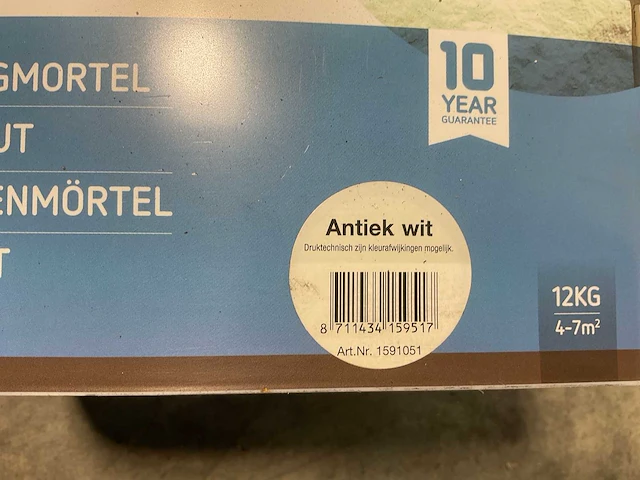 GMORTEL
UT
ENMÖRTEL
T
10
YEAR
GUARANTEE
Antiek wit
Druktechnisch zijn kleurafwijkingen mogelijk.
8 711434 159517
Art.Nr. 1591051
12KG
4-7m²